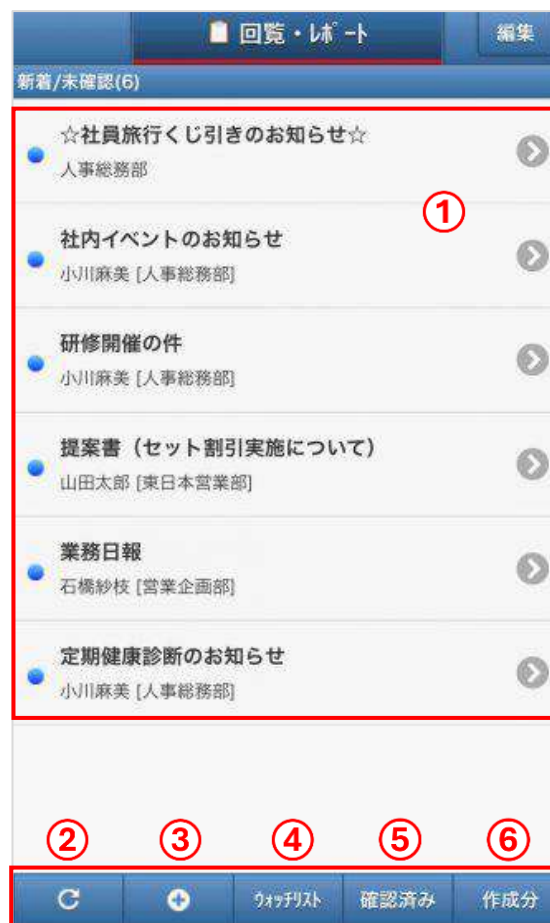 回覧・ﾚﾎﾟｰﾄ
編集
新着/未確認(6)
☆社員旅行くじ引きのお知らせ☆
人事総務部
①
社内イベントのお知らせ
小川麻美 [人事総務部]
研修開催の件
小川麻美 [人事総務部]
提案書（セット割引実施について）
山田太郎 [東日本営業部]
業務日報
石橋紗枝 [営業企画部]
定期健康診断のお知らせ
小川麻美 [人事総務部]
② ③ ④ ⑤ ⑥
ｳｫｯﾁﾘｽﾄ 確認済み 作成分